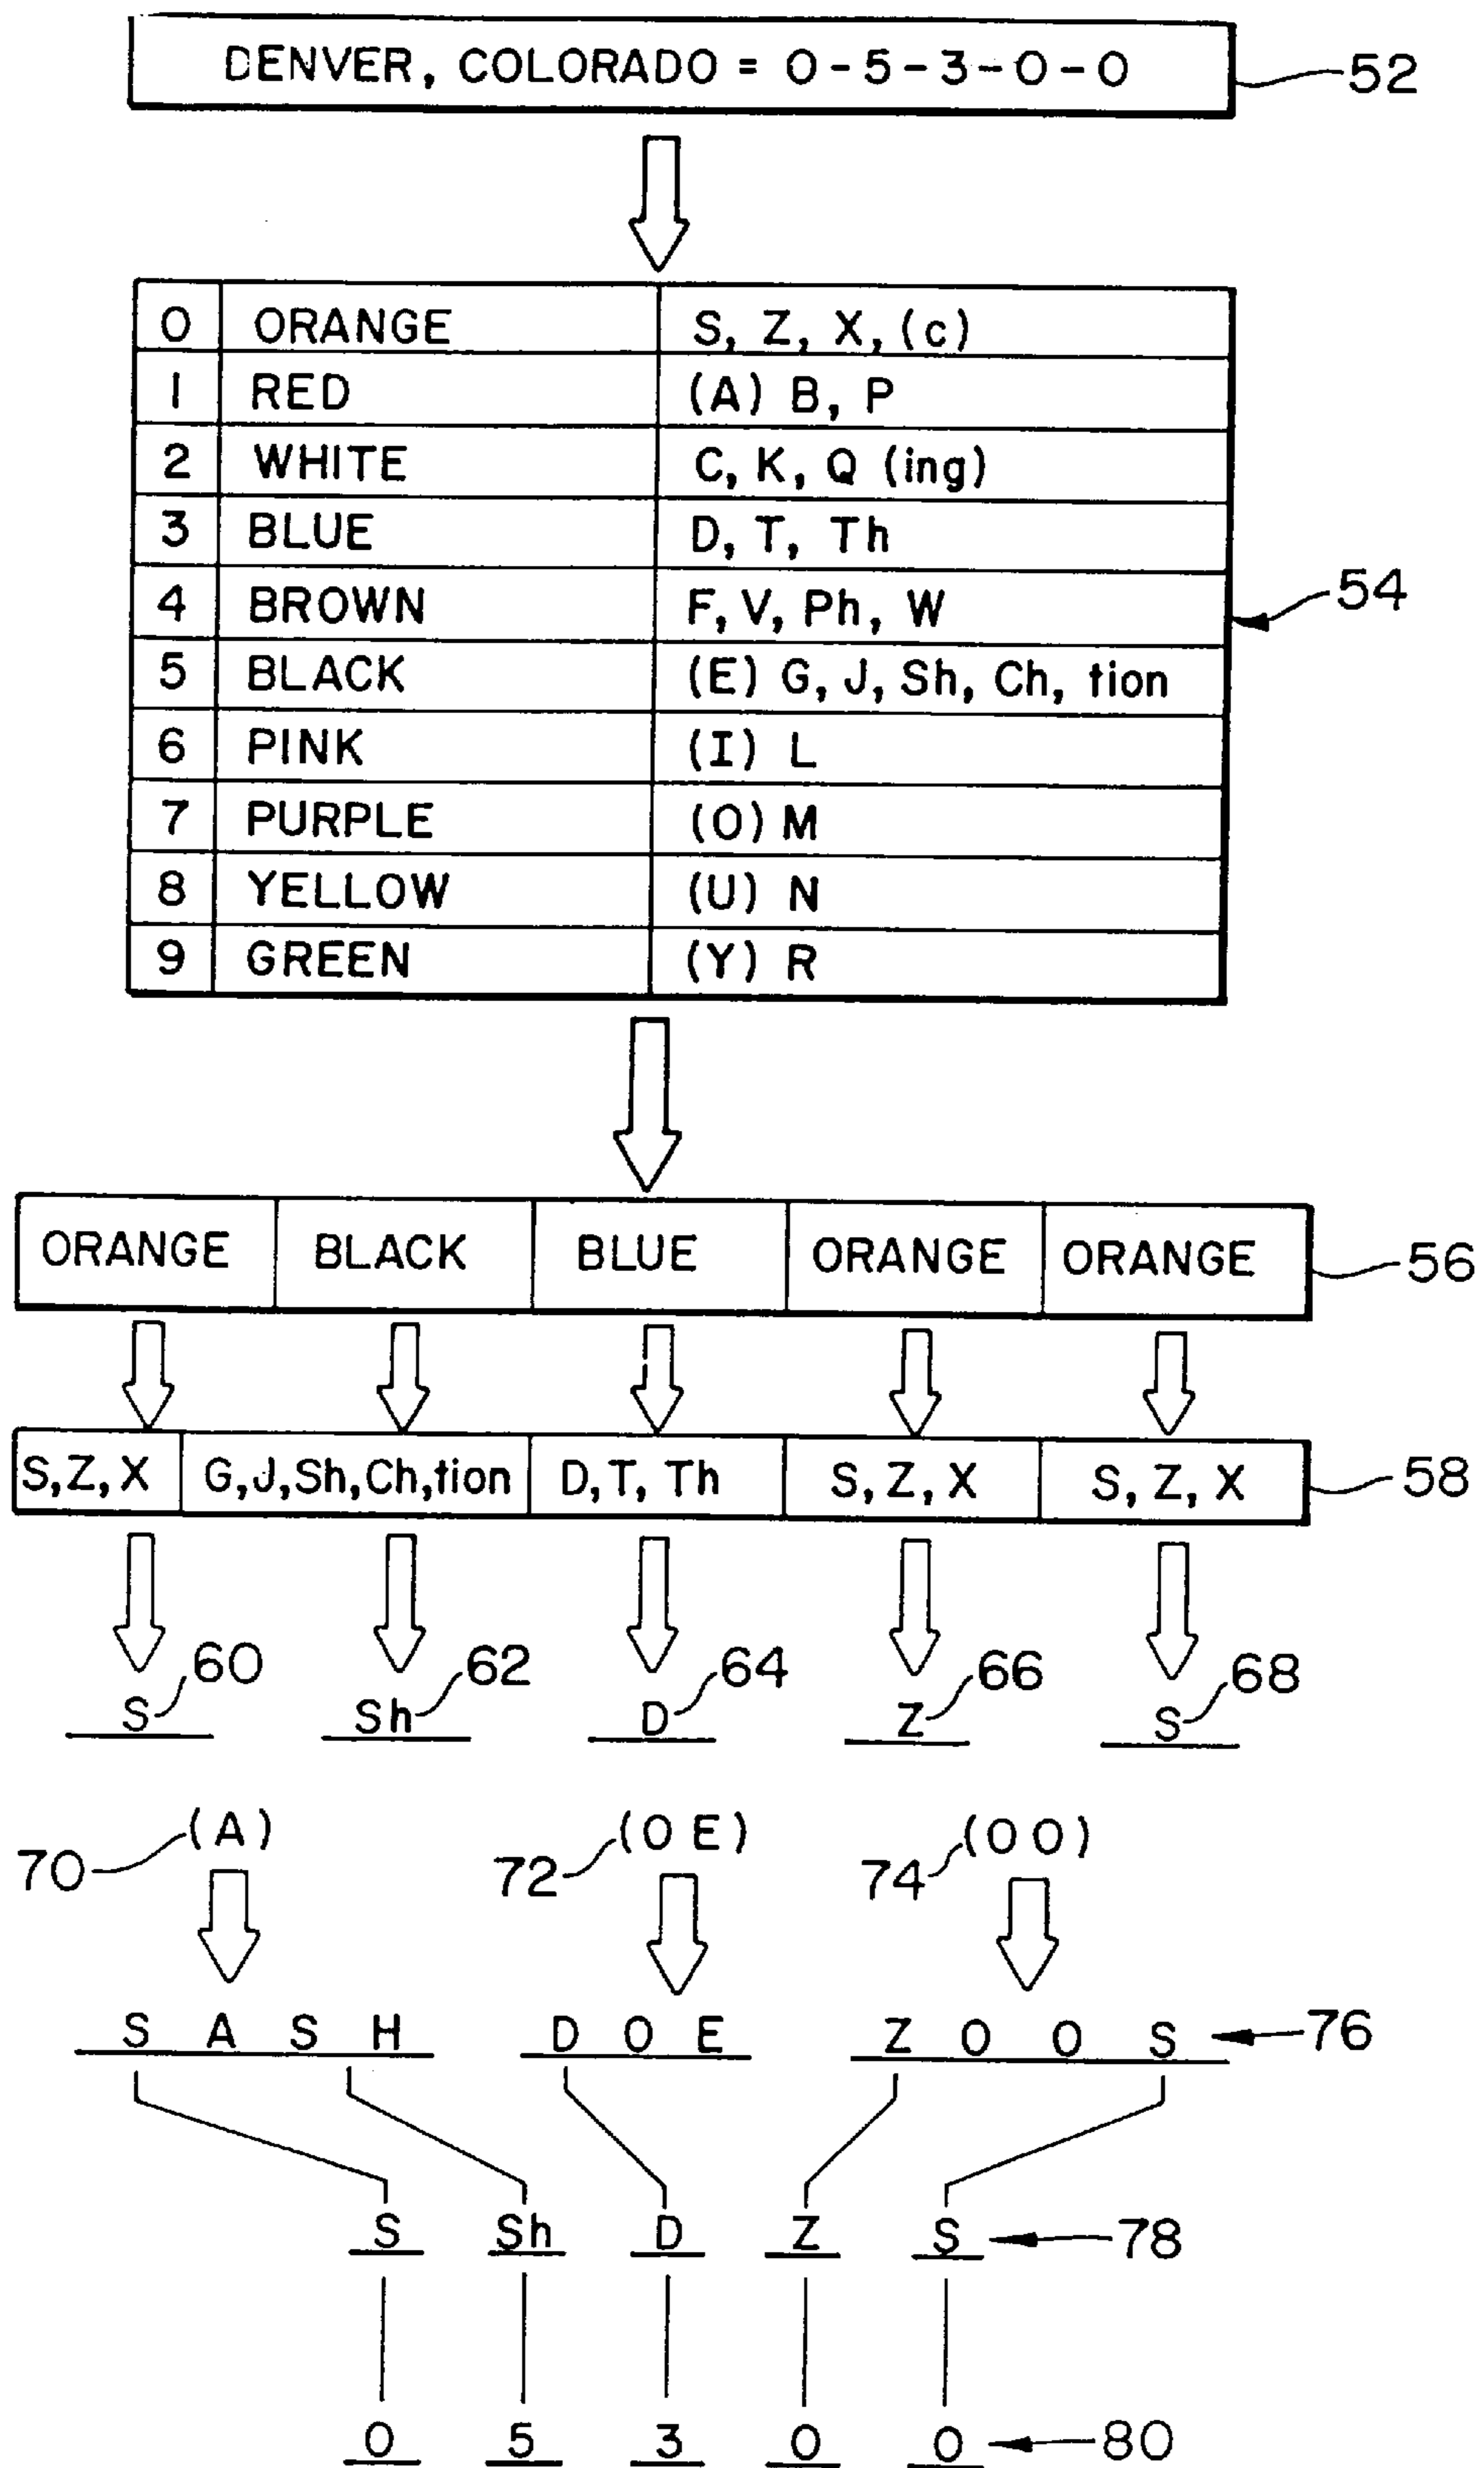 DENVER, COLORADO = 0-5-3-0-0 52
0 ORANGE S, Z, X, (c)
1 RED (A) B, P
2 WHITE C, K, Q (ing)
3 BLUE D, T, Th
4 BROWN F, V, Ph, W 54
5 BLACK (E) G, J, Sh, Ch, tion
6 PINK (I) L
7 PURPLE (O) M
8 YELLOW (U) N
9 GREEN (Y) R
ORANGE BLACK BLUE ORANGE ORANGE 56
S,Z,X G,J,Sh,Ch,tion D,T, Th S,Z,X S,Z,X 58
60 62 64 66 68
S Sh D Z S
(A) (O E) (O O)
70 72 74
S A S H D O E Z O O S 76
S Sh D Z S 78
0 5 3 0 0 80